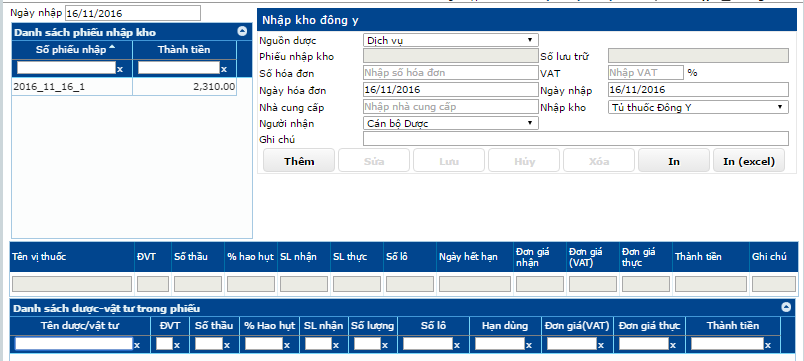 Ngày nhập 16/11/2016
Danh sách phiếu nhập kho
Số phiếu nhập Thành tiền
x x
2016_11_16_1 2,310.00
Nhập kho đông y
Nguồn dược Dịch vụ
Phiếu nhập kho Số lưu trữ
Số hóa đơn Nhập số hóa đơn VAT Nhập VAT %
Ngày hóa đơn 16/11/2016 Ngày nhập 16/11/2016
Nhà cung cấp Nhập nhà cung cấp Nhập kho Tủ thuốc Đông Y
Người nhận Cán bộ Dược
Ghi chú
Thêm Sửa Lưu Hủy Xóa In In (excel)
Tên vị thuốc ĐVT Số thầu % hao hụt SL nhận SL thực Số lô Ngày hết hạn Đơn giá nhận Đơn giá (VAT) Đơn giá thực Thành tiền Ghi chú
Danh sách dược-vật tư trong phiếu
Tên dược/vật tư ĐVT Số thầu % Hao hụt SL nhận Số lượng Số lô Hạn dùng Đơn giá(VAT) Đơn giá thực Thành tiền
x x x x x x x x x x x